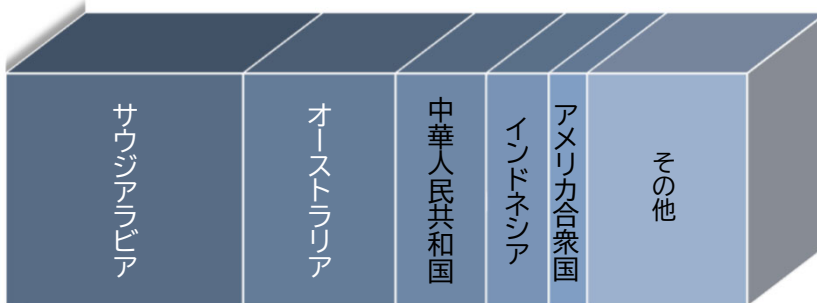 サウジアラビア
オーストラリア
中華人民共和国
インドネシア
アメリカ合衆国
その他